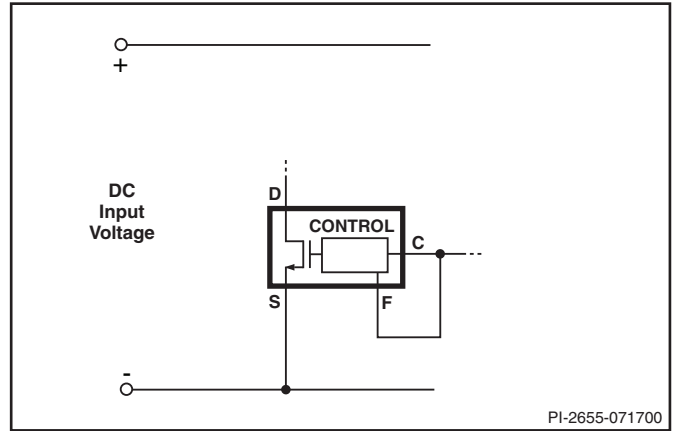 +
DC
Input
Voltage
D
CONTROL
C
S
F
-
PI-2655-071700